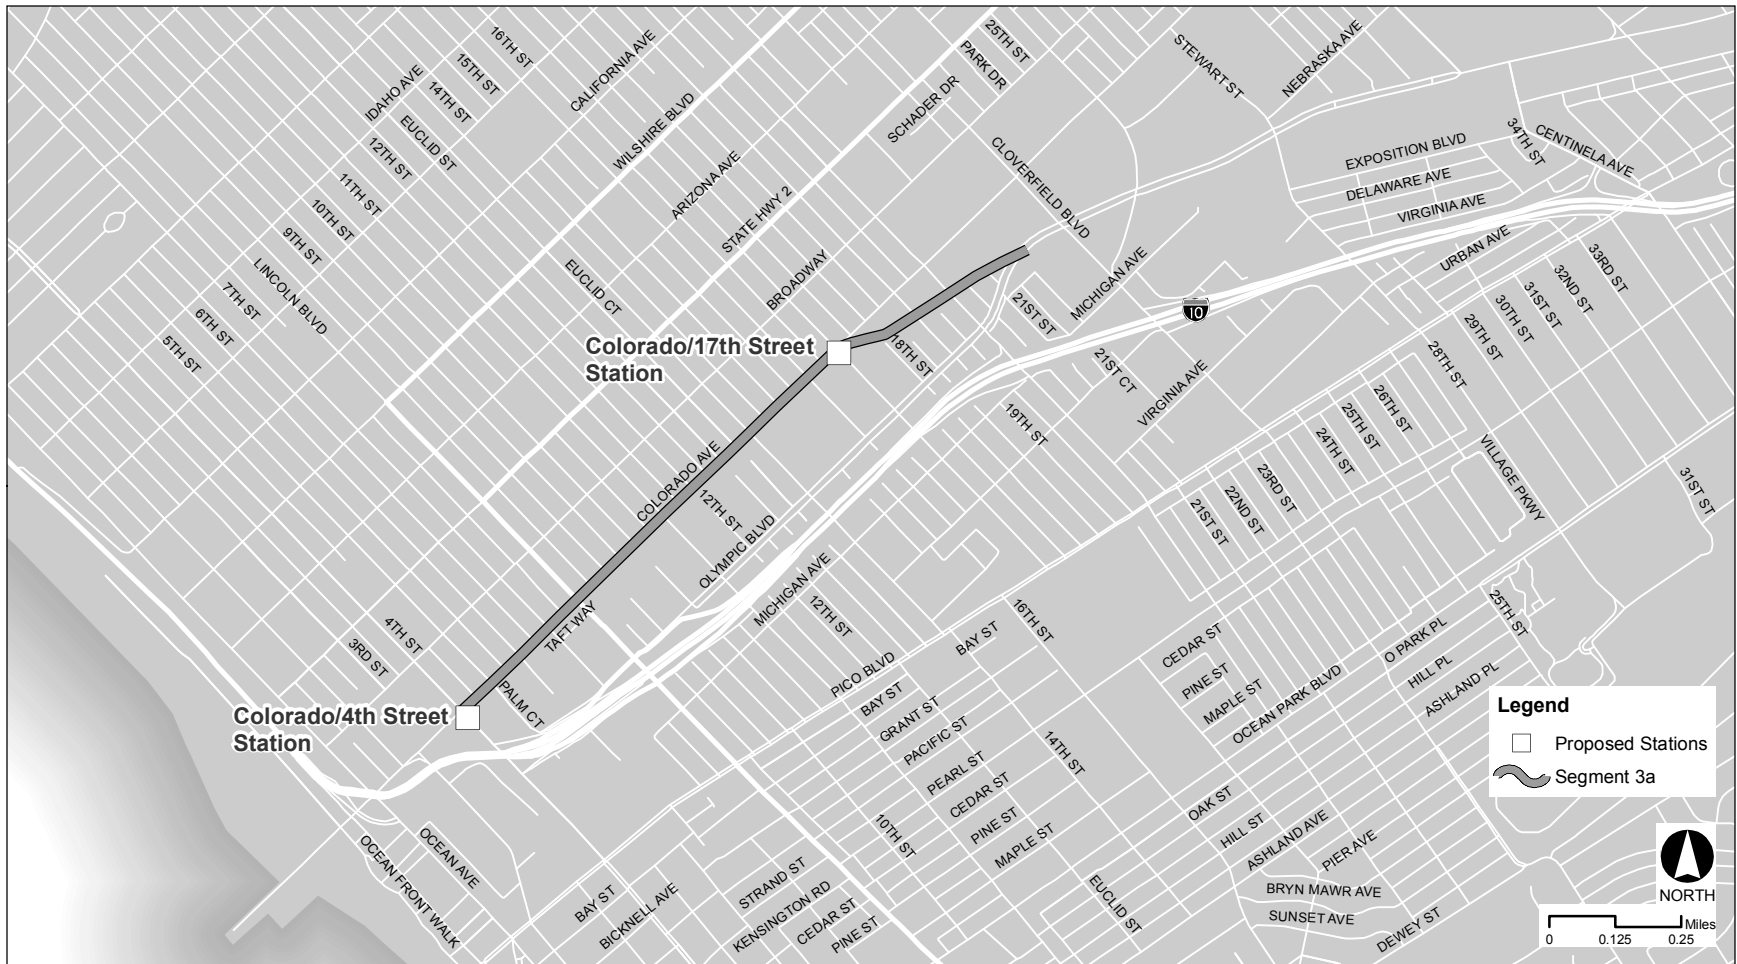 16TH ST
15TH ST
IDAHO AVE
14TH ST
EUCLID ST
12TH ST
11TH ST
10TH ST
9TH ST
LINCOLN BLVD
7TH ST
6TH ST
5TH ST
CALIFORNIA AVE
WILSHIRE BLVD
ARIZONA AVE
STATE HWY 2
BROADWAY
EUCLID CT
25TH ST
PARK DR
SCHADER DR
CLOVERFIELD BLVD
STEWART ST
NEBRASKA AVE
34TH ST
CENTINELA AVE
EXPOSITION BLVD
DELAWARE AVE
VIRGINIA AVE
URBAN AVE
33RD ST
32ND ST
31ST ST
30TH ST
29TH ST
28TH ST
MICHIGAN AVE
21ST ST
10
21ST CT
VIRGINIA AVE
18TH ST
19TH ST
Colorado/17th Street
Station
COLORADO AVE
12TH ST
OLYMPIC BLVD
MICHIGAN AVE
26TH ST
25TH ST
24TH ST
23RD ST
22ND ST
21ST ST
VILLAGE PKWY
31ST ST
TAFT WAY
4TH ST
3RD ST
PALM CT
Colorado/4th Street
Station
12TH ST
16TH ST
BAY ST
PICO BLVD
BAY ST
GRANT ST
PACIFIC ST
PEARL ST
CEDAR ST
PINE ST
MAPLE ST
14TH ST
10TH ST
CEDAR ST
PINE ST
MAPLE ST
OCEAN PARK BLVD
25TH ST
O PARK PL
HILL PL
ASHLAND PL
OAK ST
HILL ST
ASHLAND AVE
PIER AVE
BRYN MAWR AVE
SUNSET AVE
DEWEY ST
EUCLID ST
OCEAN AVE
OCEAN FRONT WALK
BAY ST
BICKNELL AVE
STRAND ST
KENSINGTON RD
CEDAR ST
PINE ST
Legend
Proposed Stations
Segment 3a
NORTH
Miles
0 0.125 0.25